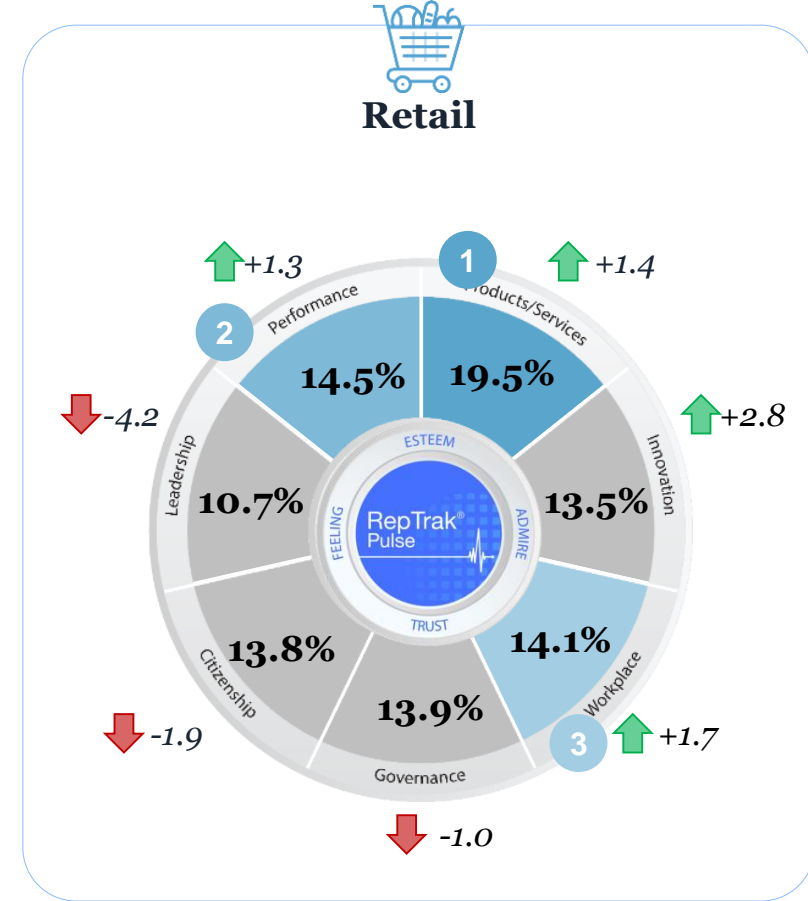 Retail
+1.3
1
+1.4
2
Performance
Products/Services
14.5%
19.5%
-4.2
+2.8
Leadership
Innovation
10.7%
13.5%
ESTEEM
FEELING
ADMIRE
TRUST
RepTrak®
Pulse
13.8%
14.1%
Citizenship
13.9%
Workplace
-1.9
3
+1.7
Governance
-1.0